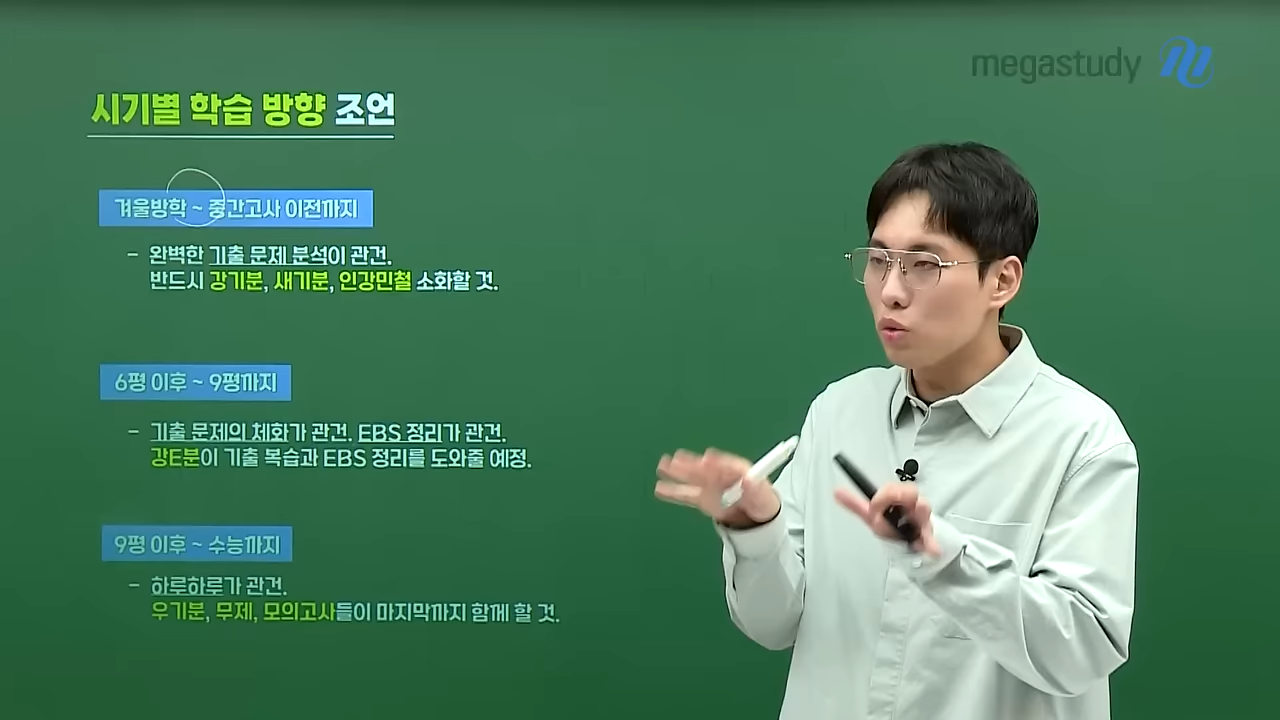 megastudy
시기별 학습 방향 조언
겨울방학 ~ 중간고사 이전까지
- 완벽한 기출 문제 분석이 관건.
반드시 강기분, 새기분, 인강민철 소화할 것.
6평 이후 ~ 9평까지
- 기출 문제의 체화가 관건. EBS 정리가 관건.
강E분이 기출 복습과 EBS 정리를 도와줄 예정.
9평 이후 ~ 수능까지
- 하루하루가 관건.
우기분, 무제, 모의고사들이 마지막까지 함께 할 것.